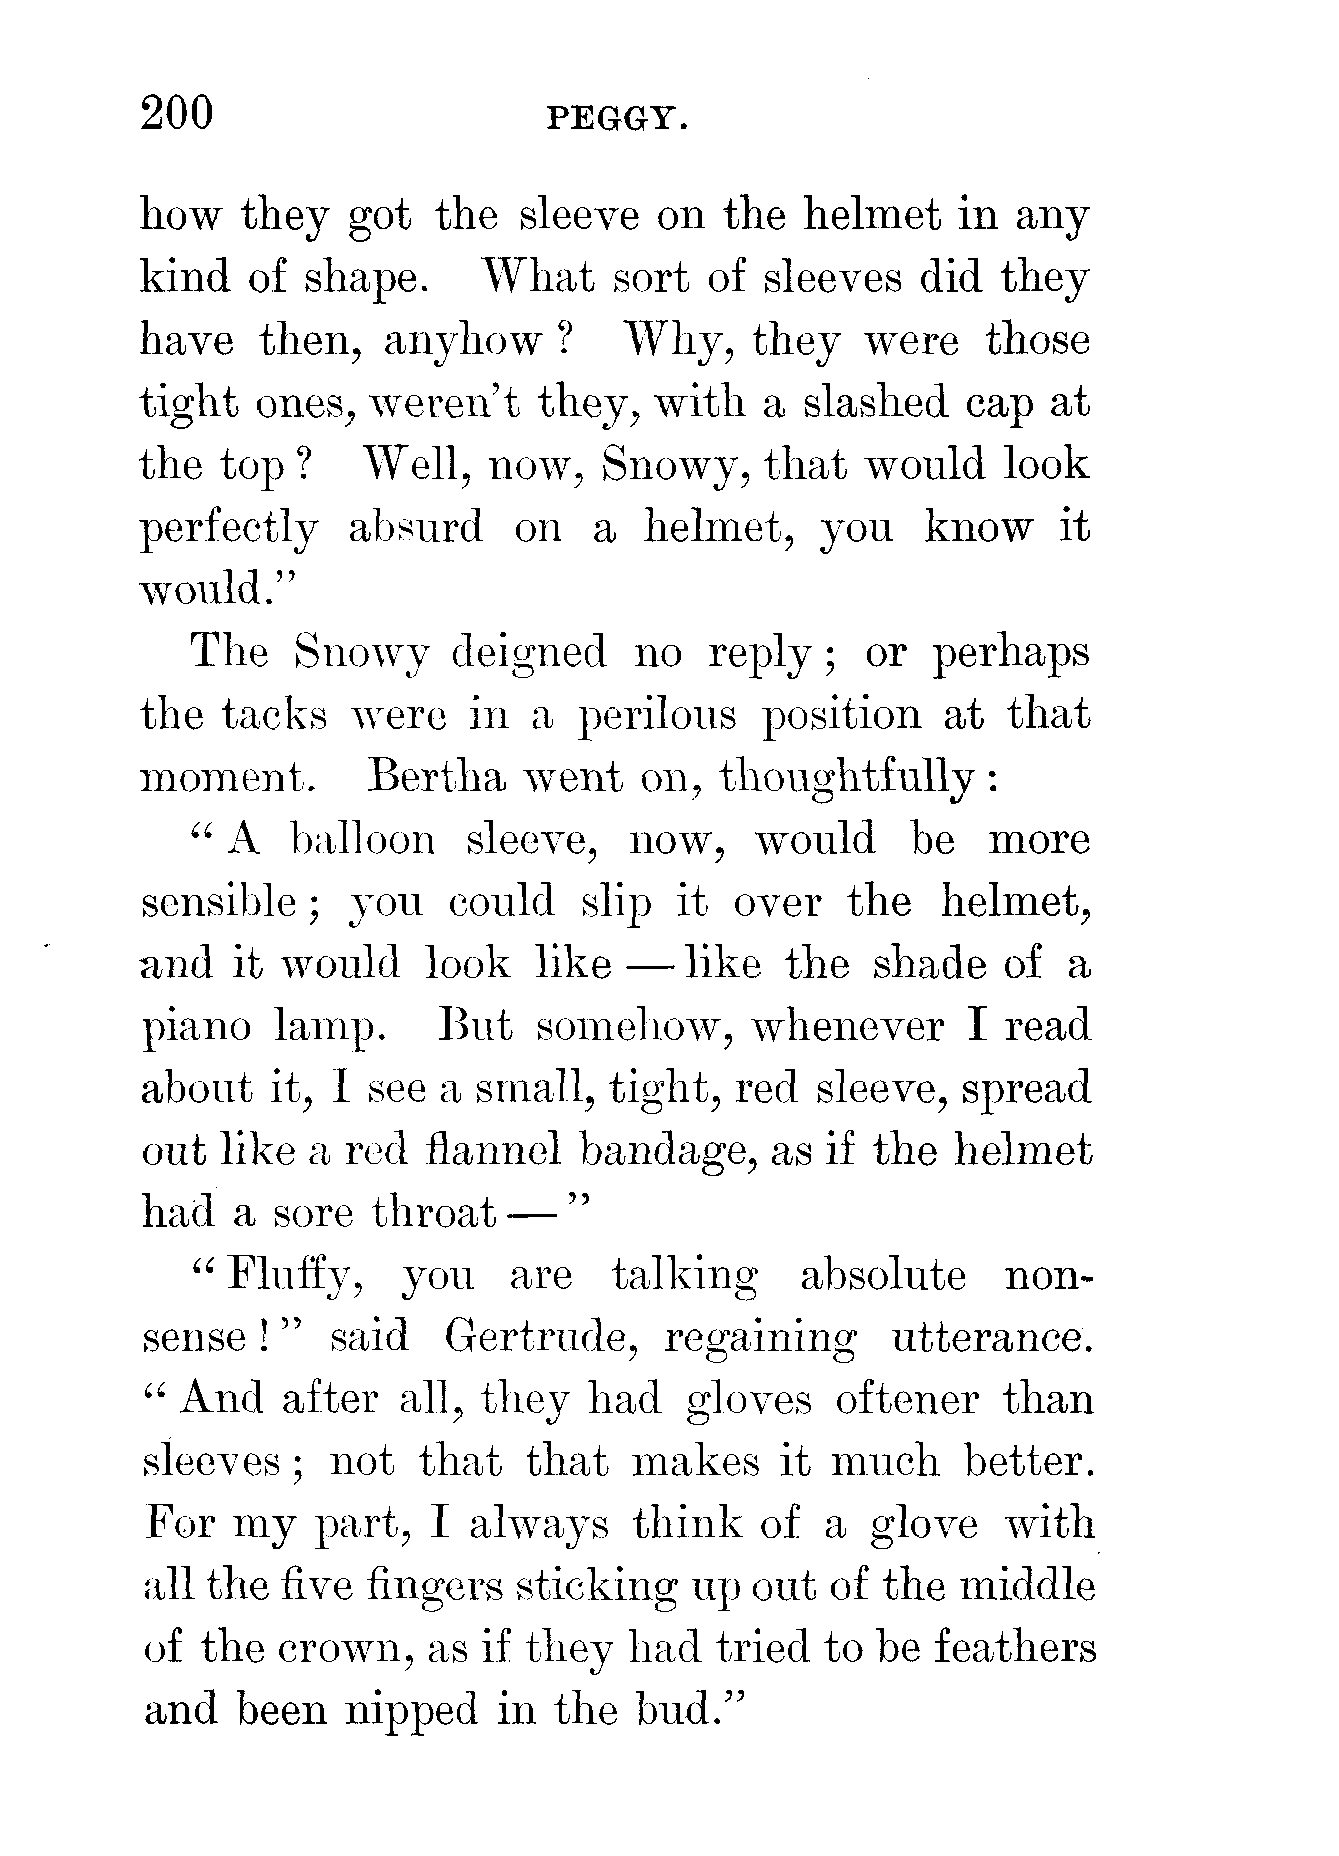 200 PEGGY.
how they got the sleeve on the helmet in any
kind of shape. What sort of sleeves did they
have then, anyhow ? Why, they were those
tight ones, weren't they, with a slashed cap at
the top ? Well, now, Snowy, that would look
perfectly absurd on a helmet, you know it
would."
The Snowy deigned no reply ; or perhaps
the tacks were in a perilous position at that
moment. Bertha went on, thoughtfully :
" A balloon sleeve, now, would be more
sensible ; you could slip it over the helmet,
and it would look like — like the shade of a
piano lamp. But somehow, whenever I read
about it, I see a small, tight, red sleeve, spread
out like a red flannel bandage, as if the helmet
had a sore throat — "
" Fluffy, you are talking absolute non-
sense ! " said Gertrude, regaining utterance.
" And after all, they had gloves oftener than
sleeves ; not that that makes it much better.
For my part, I always think of a glove with
all the five fingers sticking up out of the middle
of the crown, as if they had tried to be feathers
and been nipped in the bud."